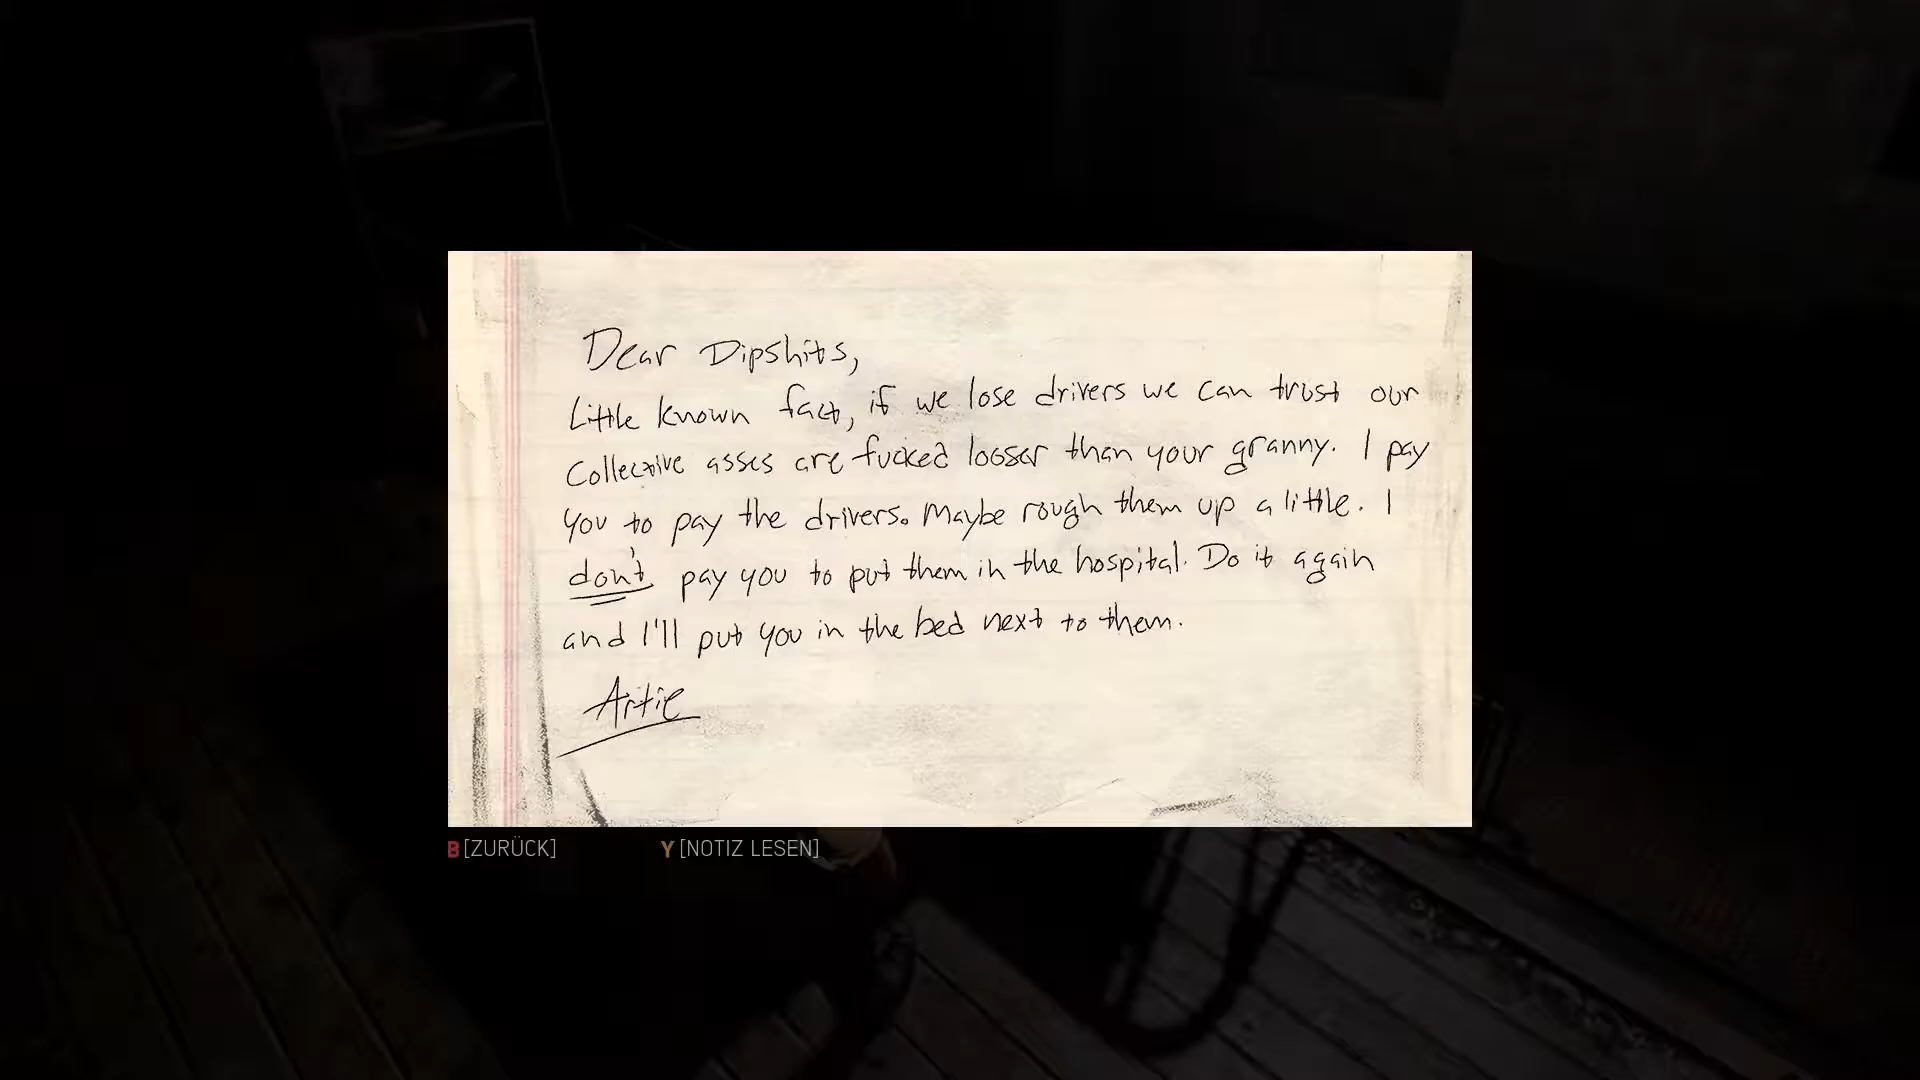 Dear Dipshits,
Little known fact, if we lose drivers we can trust our
collective asses are fucked looser than your granny. I pay
you to pay the drivers. Maybe rough them up a little. I
don't pay you to put them in the hospital. Do it again
and I'll put you in the bed next to them.
Artie
B [ZURÜCK] Y [NOTIZ LESEN]